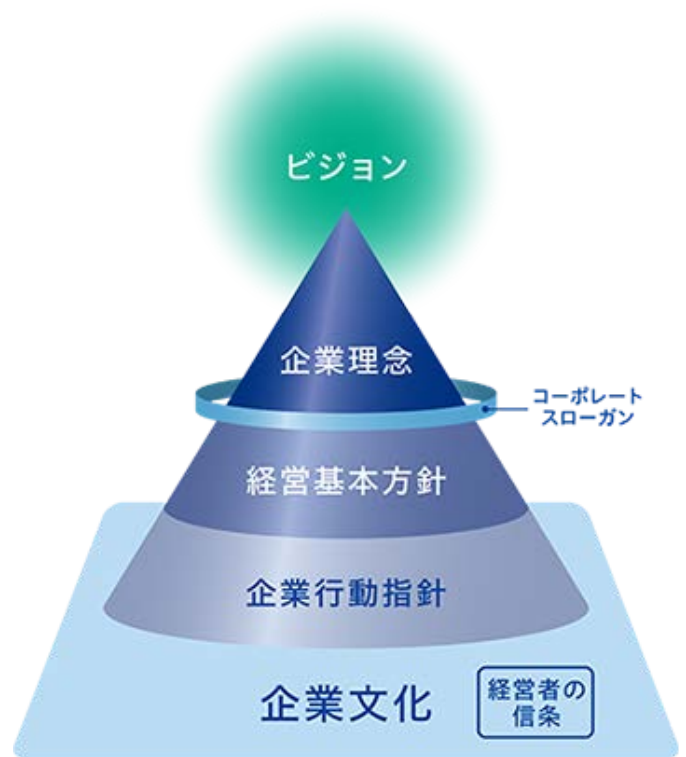 ビジョン
企業理念
コーポレート
スローガン
経営基本方針
企業行動指針
企業文化
経営者の
信条